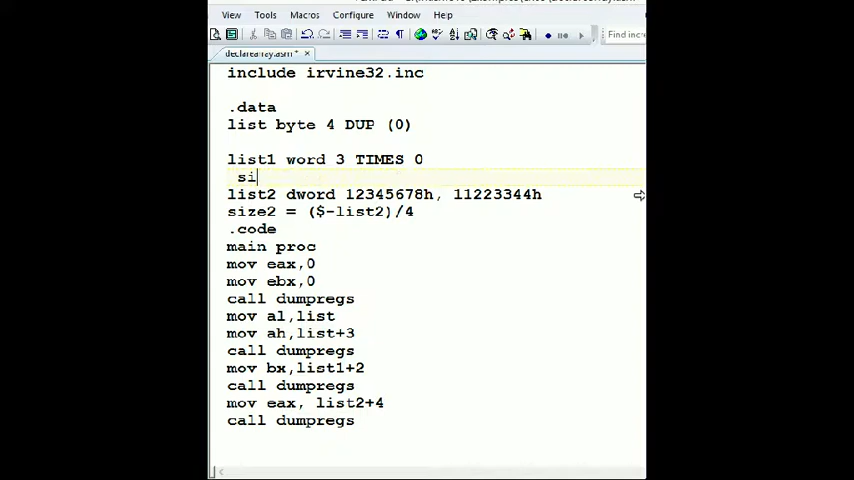 View Tools Macros Configure Window Help
Find incre
declarearray.asm *
include irvine32.inc
.data
list byte 4 DUP (0)
list1 word 3 TIMES 0
si
list2 dword 12345678h, 11223344h
size2 = ($-list2)/4
.code
main proc
mov eax,0
mov ebx,0
call dumpregs
mov al,list
mov ah,list+3
call dumpregs
mov bx,list1+2
call dumpregs
mov eax, list2+4
call dumpregs